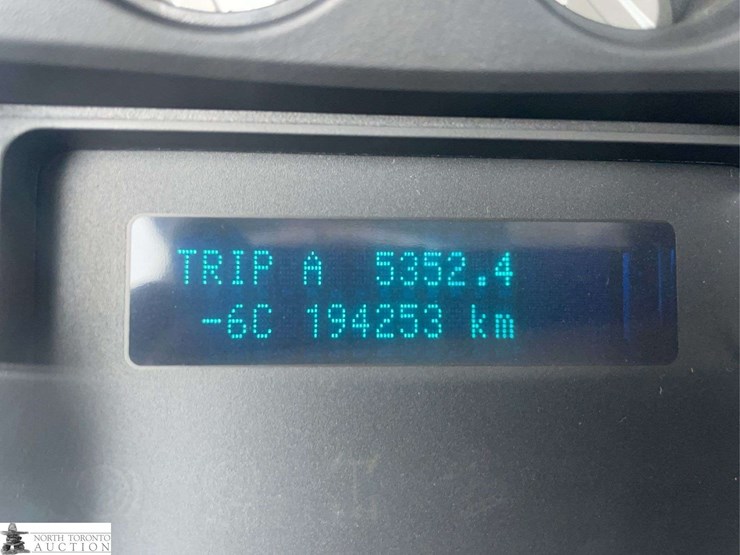 TRIP A 5352.4
-6C 194253 km
NORTH TORONTO
AUCTION